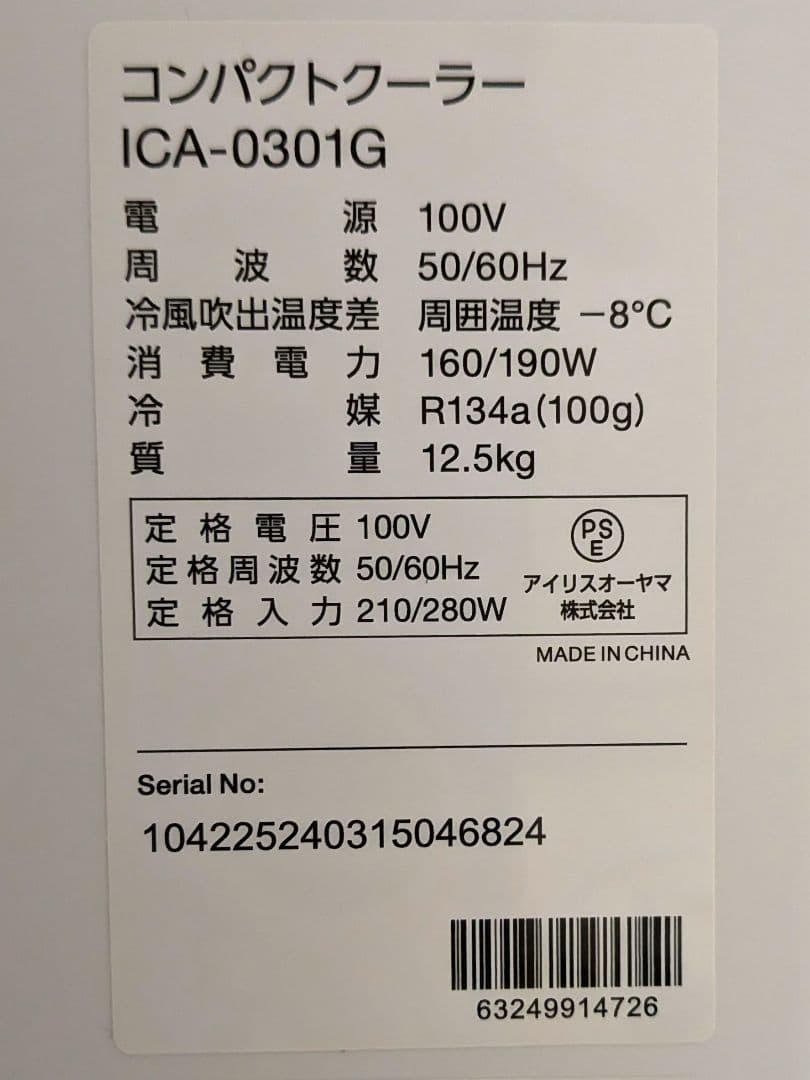 コンパクトクーラー
ICA-0301G
電源 100V
周波数 50/60Hz
冷風吹出温度差 周囲温度 －8℃
消費電力 160/190W
冷媒 R134a(100g)
質量 12.5kg
定格電圧 100V
定格周波数 50/60Hz
定格入力 210/280W
PS
E
アイリスオーヤマ
株式会社
MADE IN CHINA
Serial No:
104225240315046824
63249914726